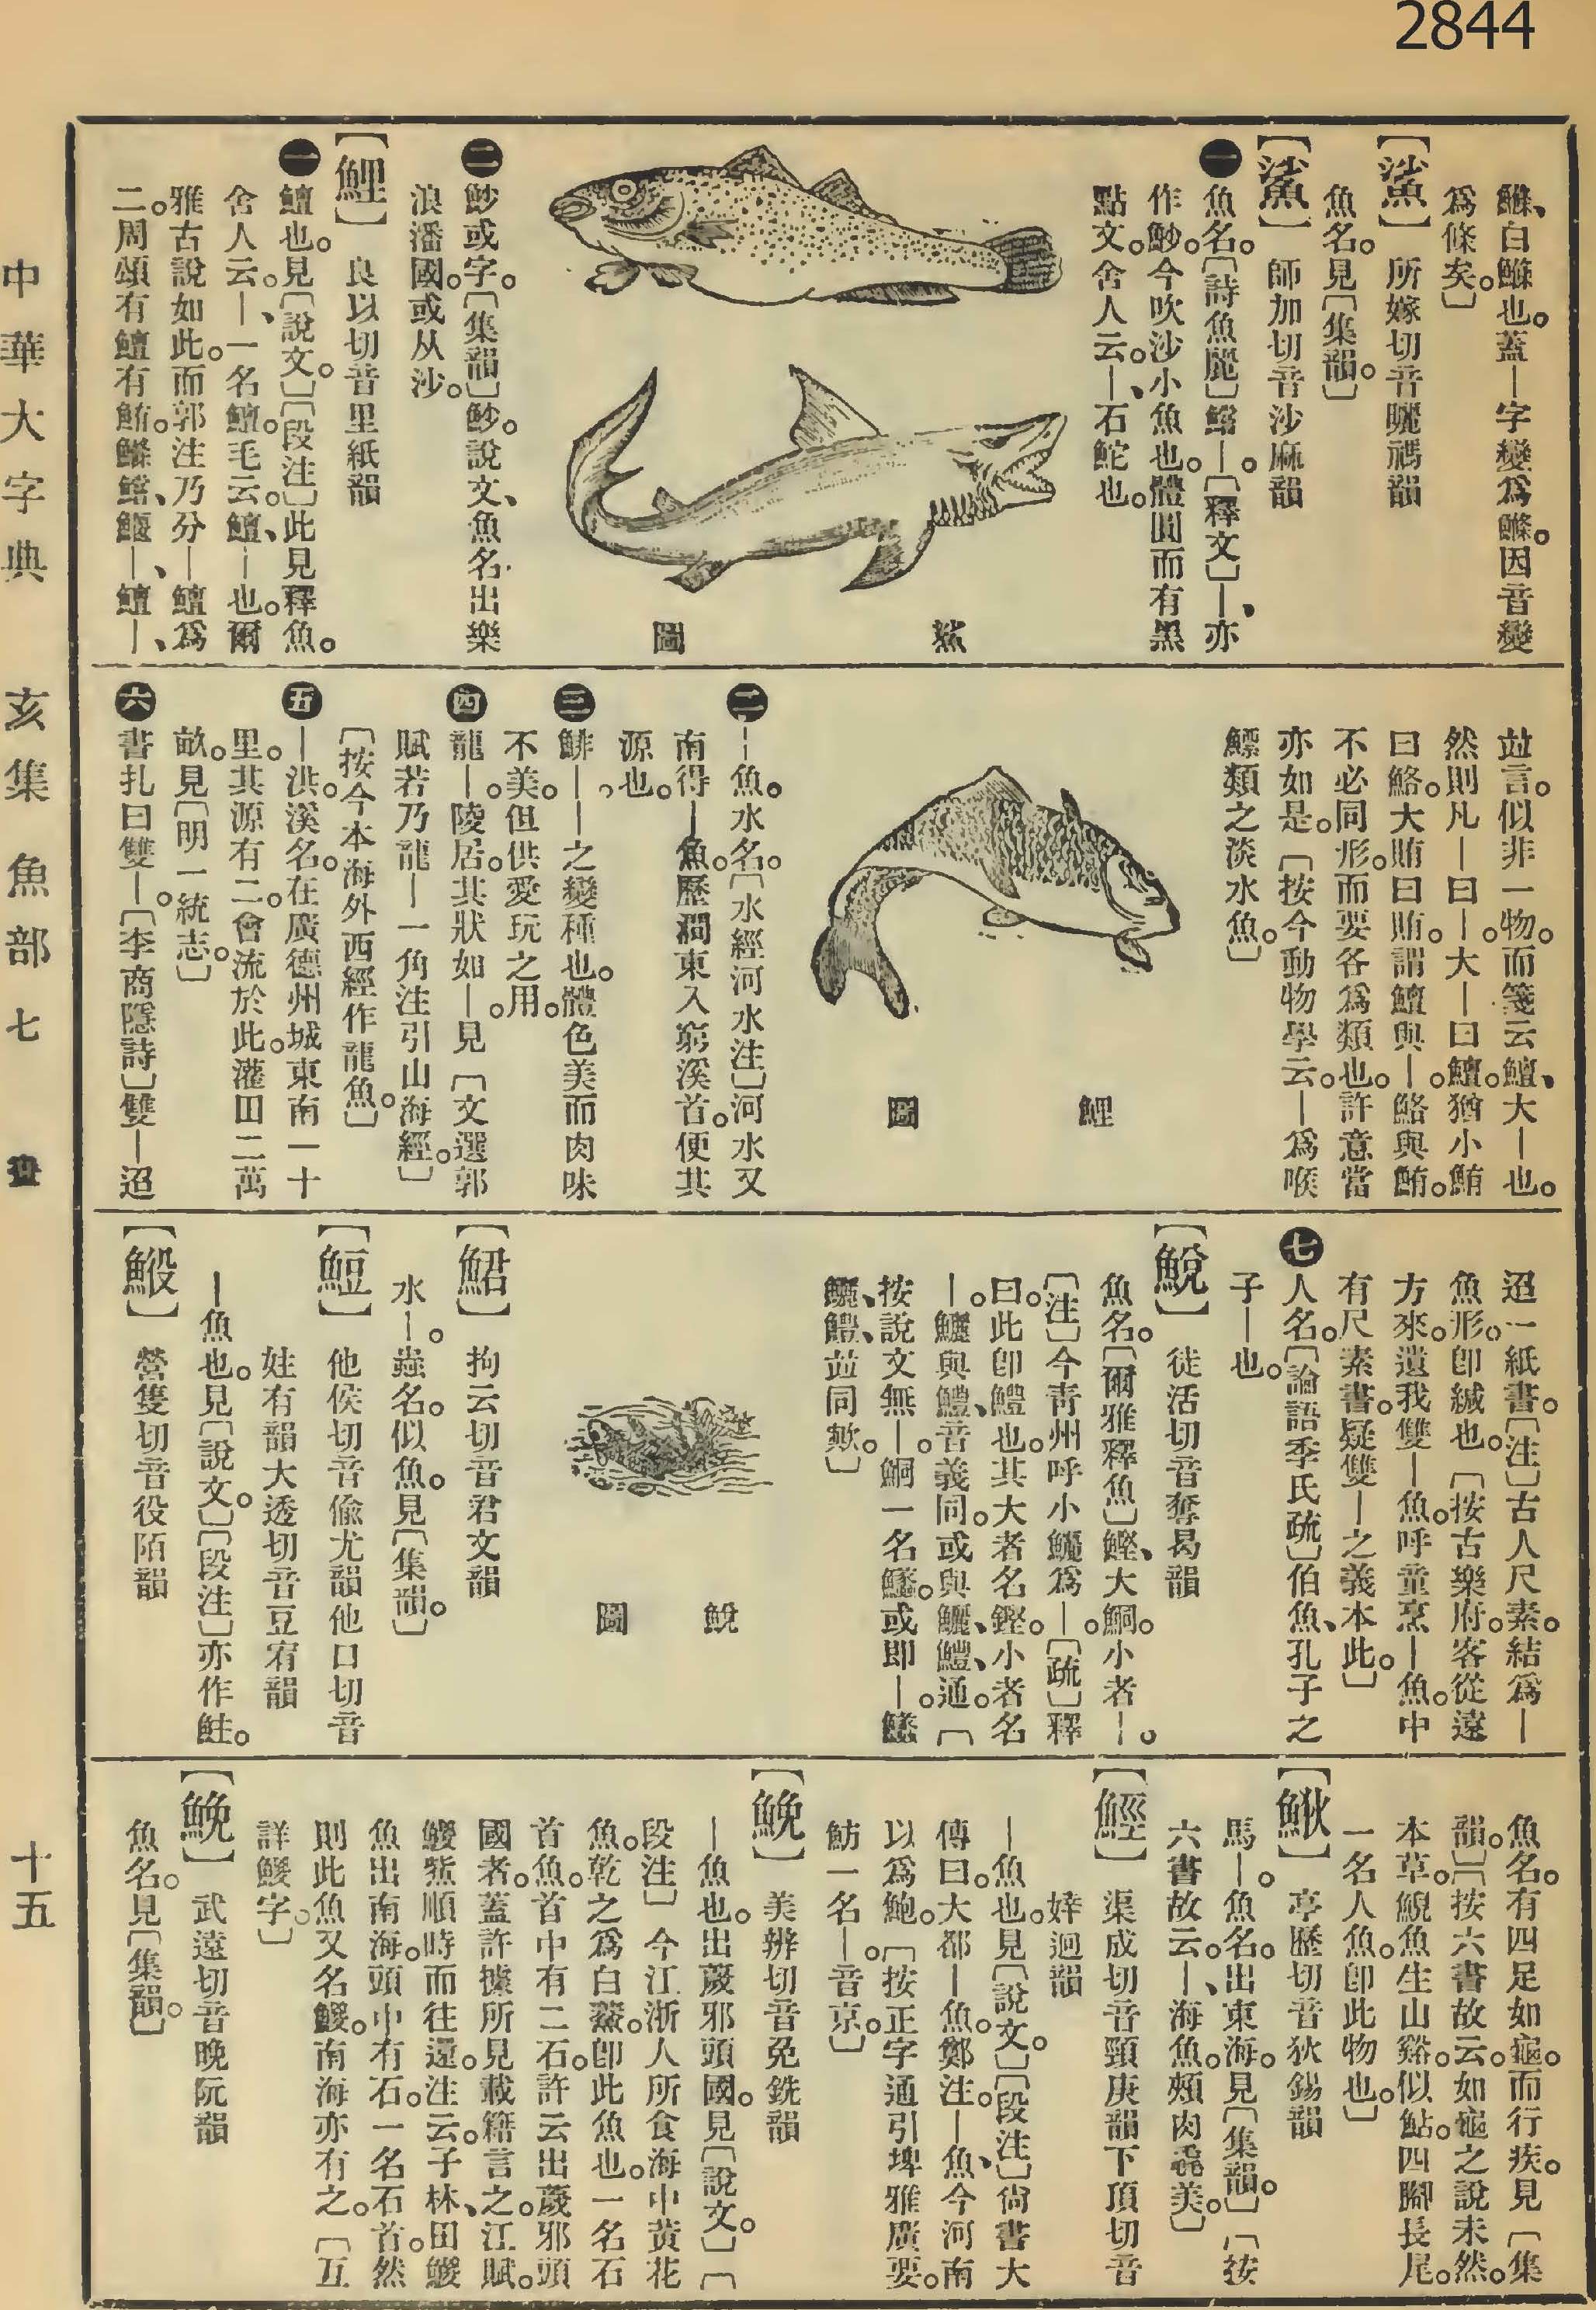 2844
鰷、白鰷也。蓋｜字變爲鰷。因音變
爲條矣。〕
【鯊】所嫁切音曬禡韻
魚名。見〔集韻。〕
【鯊】師加切音沙麻韻
㊀魚名。〔詩魚麗〕鱨｜。〔釋文〕｜、亦
作魦。今吹沙小魚也。體圓而有黑
點文。舍人云。｜、石鮀也。
鯊圖
㊁魦或字。〔集韻〕魦。說文、魚名出樂
浪潘國。或从沙。
【鯉】良以切音里紙韻
㊀鱣也。見〔說文。〕〔段注〕此見釋魚。
舍人云。｜、一名鱣。毛云。鱣、｜也。爾
雅古說如此。而郭注乃分｜鱣爲
二。周頌有鱣有鮪。鰷、鱨、鰋｜、鱣｜、
並言。似非一物。而箋云鱣、大｜也。
然則凡｜曰｜。大｜曰鱣。猶小鮪
曰鮥。大鮪曰鮪。謂鱣與｜。鮥與鮪。
不必同形。而要各爲類也。許意當
亦如是。〔按今動物學云。｜爲喉
鰾類之淡水魚。〕
鯉圖
㊁｜魚。水名。〔水經河水注〕河水又
南得｜魚。歷澗東入窮溪首。便其
源也。
㊂鯡｜。｜之變種也。體色美而肉味
不美。但供愛玩之用。
㊃龍｜。陵居。其狀如｜。見〔文選郭
賦若乃龍｜一角注引山海經。〕
〔按今本海外西經作龍魚。〕
㊄｜洪。溪名。在廣德州城東南一十
里。其源有二。會流於此。灌田二萬
畝。見〔明一統志。〕
㊅書扎曰雙｜。〔李商隱詩〕雙｜迢
迢一紙書。〔注〕古人尺素。結爲｜
魚形。卽緘也。〔按古樂府。客從遠
方來。遺我雙｜魚。呼童烹｜魚。中
有尺素書。疑雙｜之義本此。〕
㊆人名。〔論語季氏疏〕伯魚、孔子之
子｜也。
【鮵】徒活切音奪曷韻
魚名。〔爾雅釋魚〕鰹、大鮦。小者｜。
〔注〕今靑州呼小鱺爲｜。〔疏〕釋
曰。此卽鱧也。其大者名鰹。小者名
｜。鱺與鱧、音義同。或與鱺、鱧、通。〔
按說文無｜。鮦一名鱶。或卽｜。鱶
鱺、鱧、並同歟。〕
鮵圖
【鮶】拘云切音君文韻
水｜。蟲名。似魚。見〔集韻。〕
【䱏】他侯切音偸尤韻他口切音
妵有韻大透切音豆宥韻
｜魚也。見〔說文。〕〔段注〕亦作鮏。
【䱍】營隻切音役陌韻
魚名。有四足如龜。而行疾。見〔集
韻。〕〔按六書故云。如龜之說未然。
本草。鯢魚生山谿。似鮎。四腳長尾。
一名人魚。卽此物也。〕
【䱕】亭歷切音狄錫韻
馬｜。魚名。出東海。見〔集韻。〕〔按
六書故云。｜、海魚。頰肉毳美。〕
【䱓】渠成切音頸庚韻下頂切音
婞迥韻
｜魚也。見〔說文。〕〔段注〕尙書大
傳曰。大都｜魚。鄭注。｜魚、今河南
以爲鮑。〔按正字通引埤雅廣要。
魴一名｜。音京。〕
【鮸】美辨切音免銑韻
｜魚也。出薉邪頭國。見〔說文。〕〔
段注〕今江浙人所食海中黃花
魚。乾之爲白鮝。卽此魚也。一名石
首魚。首中有二石。許云出薉邪頭
國者。蓋許據所見載籍言之。江賦。
鯼鮆順時而往還。注云。子林、田鯼
魚出南海。頭中有石。一名石首。然
則此魚又名鯼。南海亦有之。〔互
詳鯼字。〕
【鮸】武遠切音晚阮韻
魚名。見〔集韻。〕
中華大字典 亥集 魚部 七畫
十五